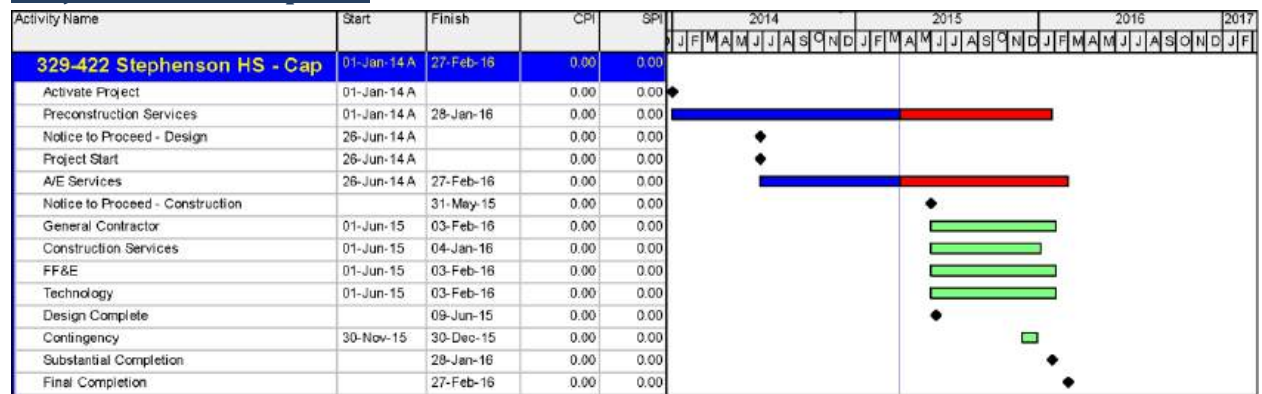 Activity Name Start Finish CPI SPI 2014 2015 2016 2017
J F M A M J J A S O N D J F M A M J J A S O N D J F M A M J J A S O N D J F
329-422 Stephenson HS - Cap 01-Jan-14 A 27-Feb-16 0.00 0.00
Activate Project 01-Jan-14 A 0.00 0.00
Preconstruction Services 01-Jan-14 A 28-Jan-16 0.00 0.00
Notice to Proceed - Design 26-Jun-14 A 0.00 0.00
Project Start 26-Jun-14 A 0.00 0.00
A/E Services 26-Jun-14 A 27-Feb-16 0.00 0.00
Notice to Proceed - Construction 31-May-15 0.00 0.00
General Contractor 01-Jun-15 03-Feb-16 0.00 0.00
Construction Services 01-Jun-15 04-Jan-16 0.00 0.00
FF&E 01-Jun-15 03-Feb-16 0.00 0.00
Technology 01-Jun-15 03-Feb-16 0.00 0.00
Design Complete 09-Jun-15 0.00 0.00
Contingency 30-Nov-15 30-Dec-15 0.00 0.00
Substantial Completion 28-Jan-16 0.00 0.00
Final Completion 27-Feb-16 0.00 0.00